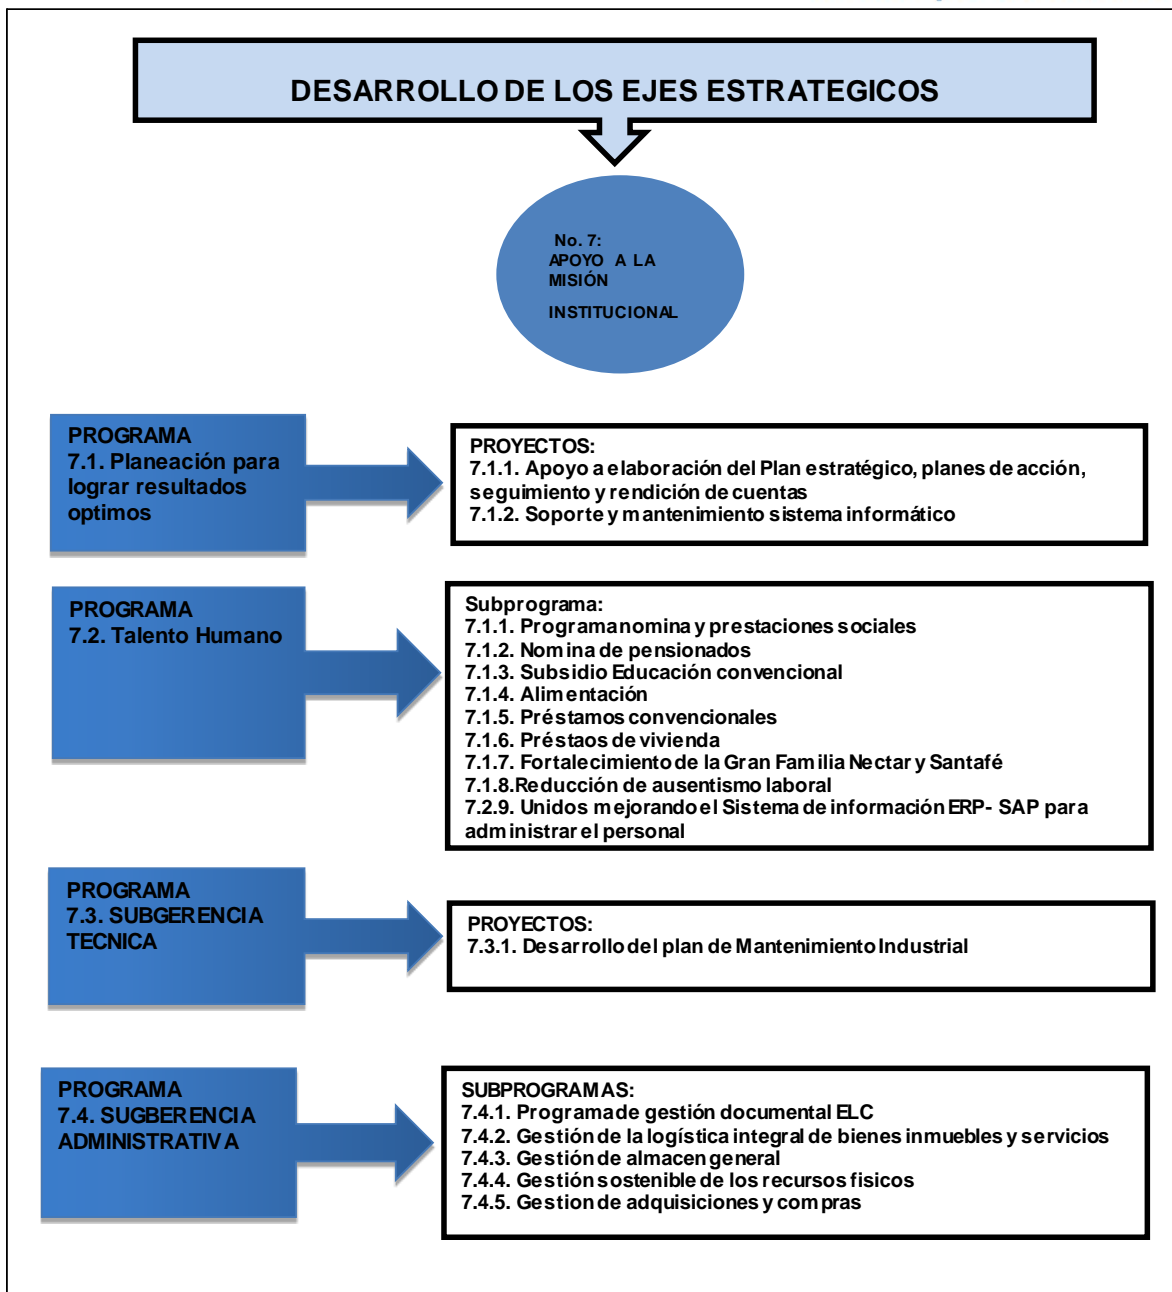 DESARROLLO DE LOS EJES ESTRATEGICOS
No. 7:
APOYO A LA
MISIÓN
INSTITUCIONAL
PROGRAMA
7.1. Planeación para
lograr resultados
optimos
PROYECTOS:
7.1.1. Apoyo a elaboración del Plan estratégico, planes de acción,
seguimiento y rendición de cuentas
7.1.2. Soporte y mantenimiento sistema informático
PROGRAMA
7.2. Talento Humano
Subprograma:
7.1.1. Programa nomina y prestaciones sociales
7.1.2. Nomina de pensionados
7.1.3. Subsidio Educación convencional
7.1.4. Alimentación
7.1.5. Préstamos convencionales
7.1.6. Préstaos de vivienda
7.1.7. Fortalecimiento de la Gran Familia Nectar y Santafé
7.1.8.Reducción de ausentismo laboral
7.2.9. Unidos mejorando el Sistema de información ERP- SAP para
administrar el personal
PROGRAMA
7.3. SUBGERENCIA
TECNICA
PROYECTOS:
7.3.1. Desarrollo del plan de Mantenimiento Industrial
PROGRAMA
7.4. SUGBERENCIA
ADMINISTRATIVA
SUBPROGRAMAS:
7.4.1. Programa de gestión documental ELC
7.4.2. Gestión de la logística integral de bienes inmuebles y servicios
7.4.3. Gestión de almacen general
7.4.4. Gestión sostenible de los recursos fisicos
7.4.5. Gestion de adquisiciones y compras